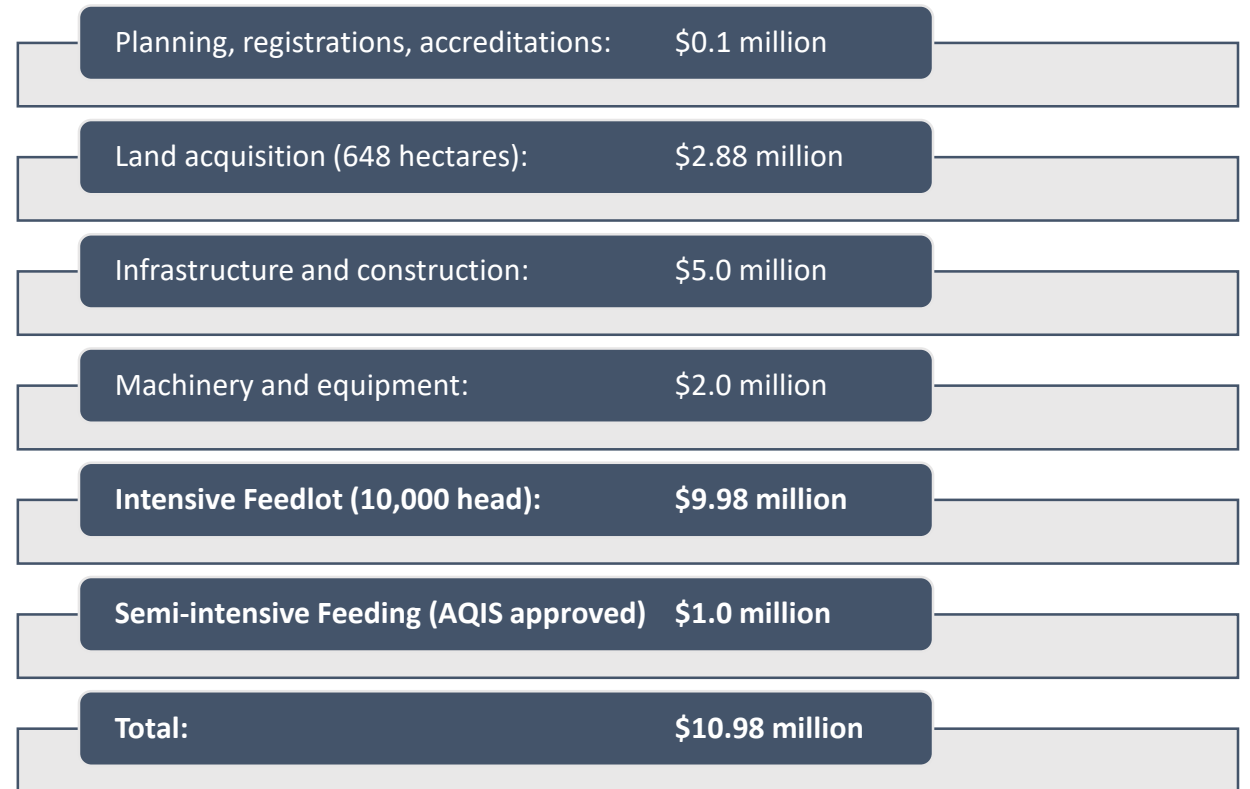 Planning, registrations, accreditations: $0.1 million
Land acquisition (648 hectares): $2.88 million
Infrastructure and construction: $5.0 million
Machinery and equipment: $2.0 million
Intensive Feedlot (10,000 head): $9.98 million
Semi-intensive Feeding (AQIS approved) $1.0 million
Total: $10.98 million